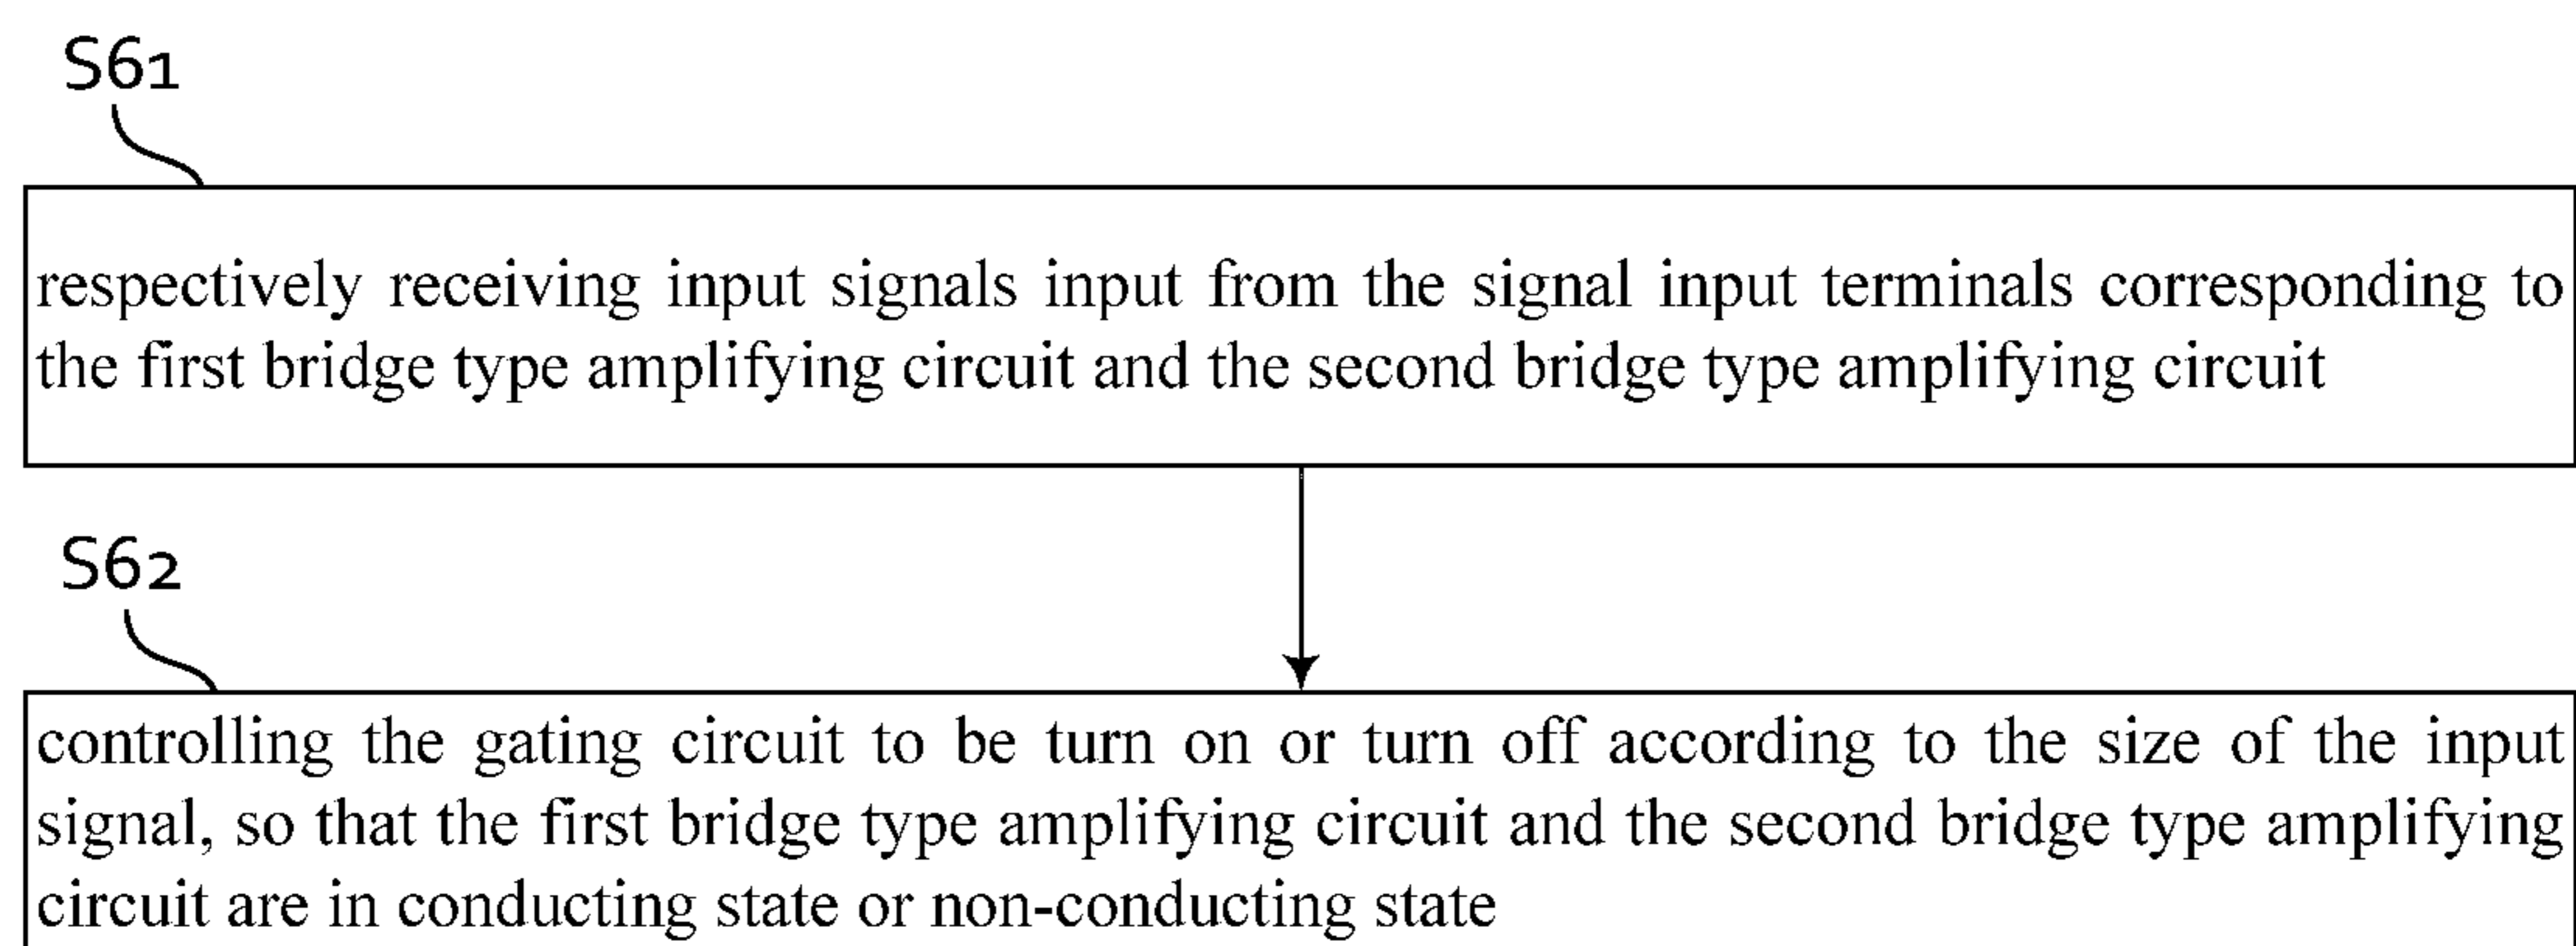 S61
respectively receiving input signals input from the signal input terminals corresponding to
the first bridge type amplifying circuit and the second bridge type amplifying circuit
S62
controlling the gating circuit to be turn on or turn off according to the size of the input
signal, so that the first bridge type amplifying circuit and the second bridge type amplifying
circuit are in conducting state or non-conducting state